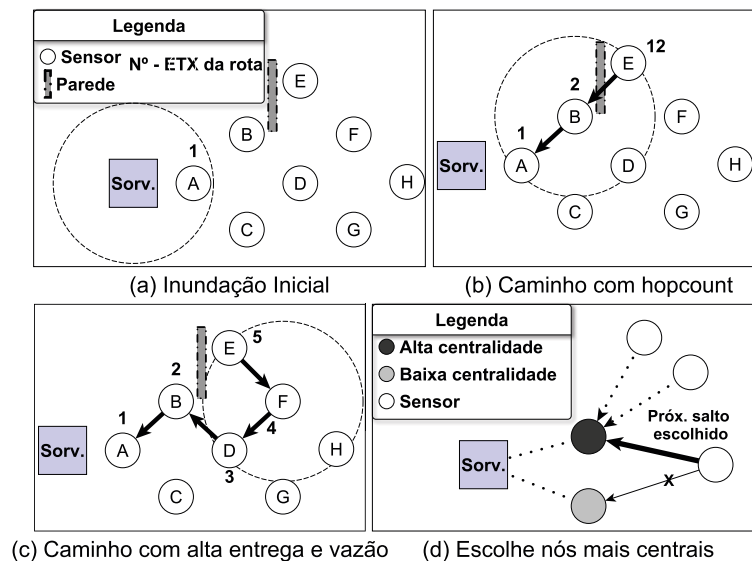 Legenda
Sensor
Nº - ETX da rota
Parede
E
B
F
1
Sorv.
A
D
H
C
G
(a) Inundação Inicial
12
E
2
B
F
1
Sorv.
A
D
H
C
G
(b) Caminho com hopcount
5
E
2
B
F
4
1
Sorv.
A
D
H
3
C
G
(c) Caminho com alta entrega e vazão
Legenda
Alta centralidade
Baixa centralidade
Sensor
Próx. salto
escolhido
Sorv.
X
(d) Escolhe nós mais centrais